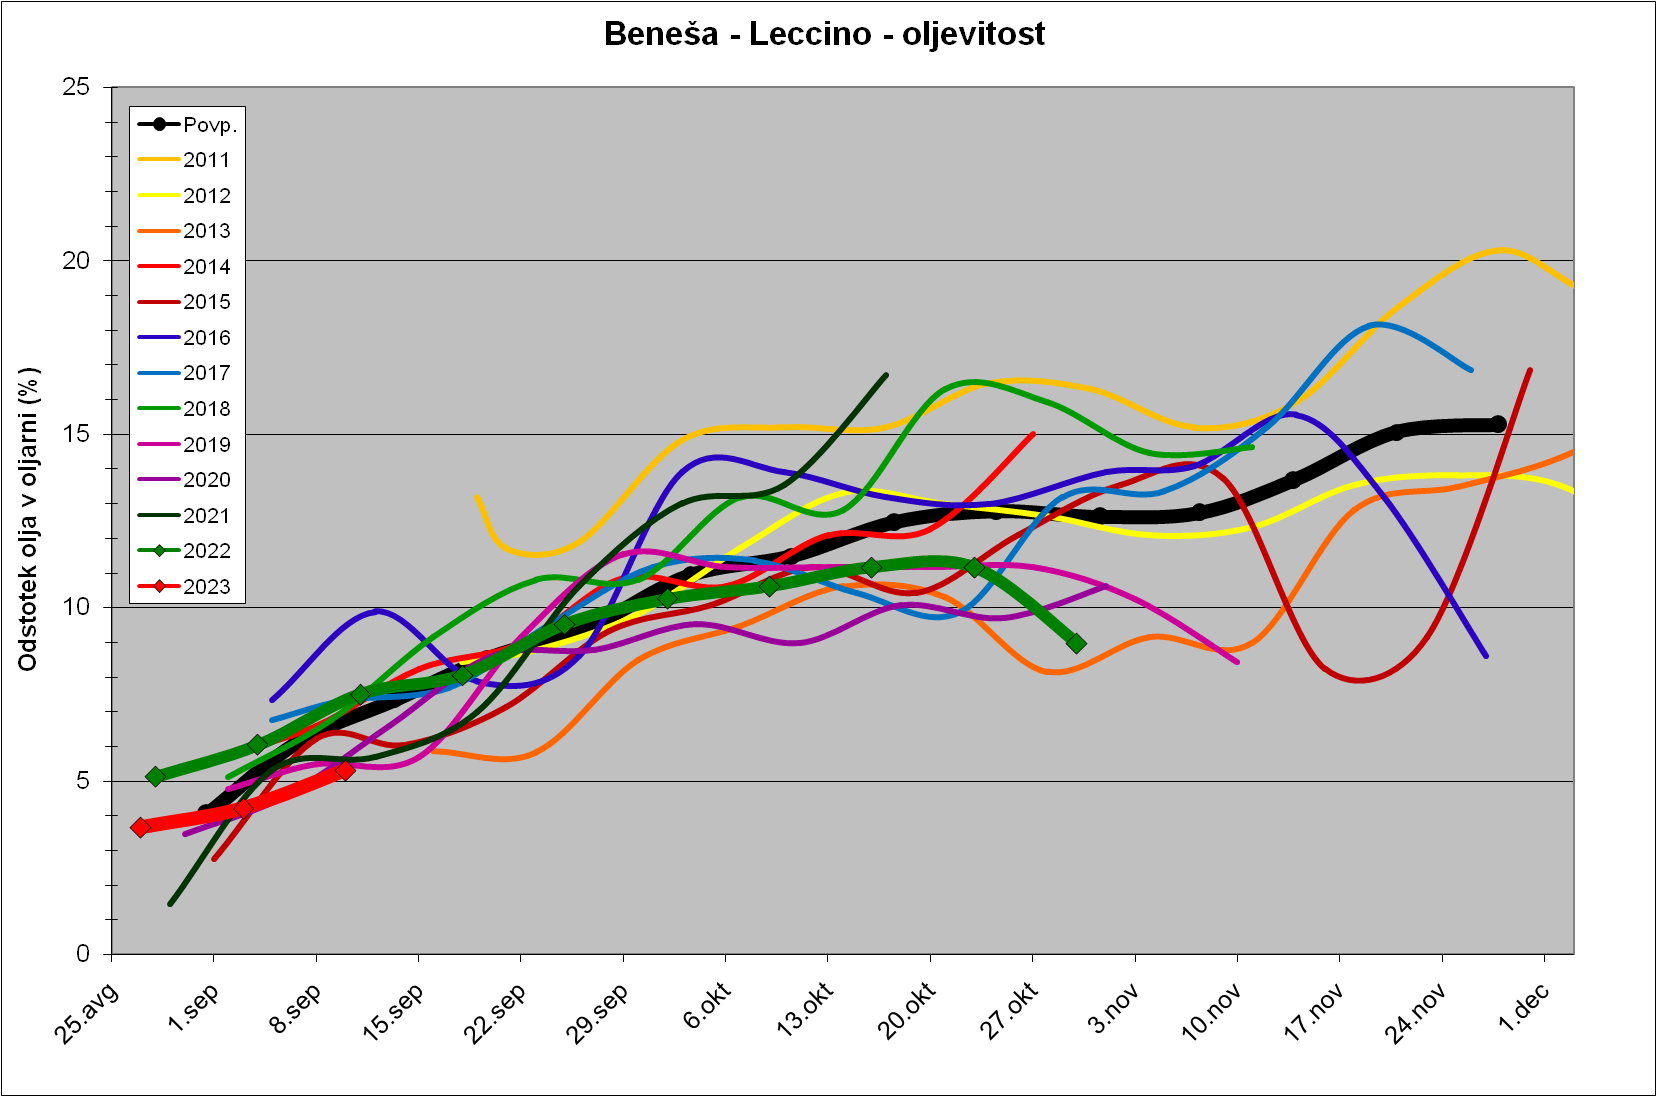 Beneša - Leccino - oljevitost
Odstotek olja v oljarni (%)
25
20
15
10
5
0
Povp.
2011
2012
2013
2014
2015
2016
2017
2018
2019
2020
2021
2022
2023
25.avg
1.sep
8.sep
15.sep
22.sep
29.sep
6.okt
13.okt
20.okt
27.okt
3.nov
10.nov
17.nov
24.nov
1.dec